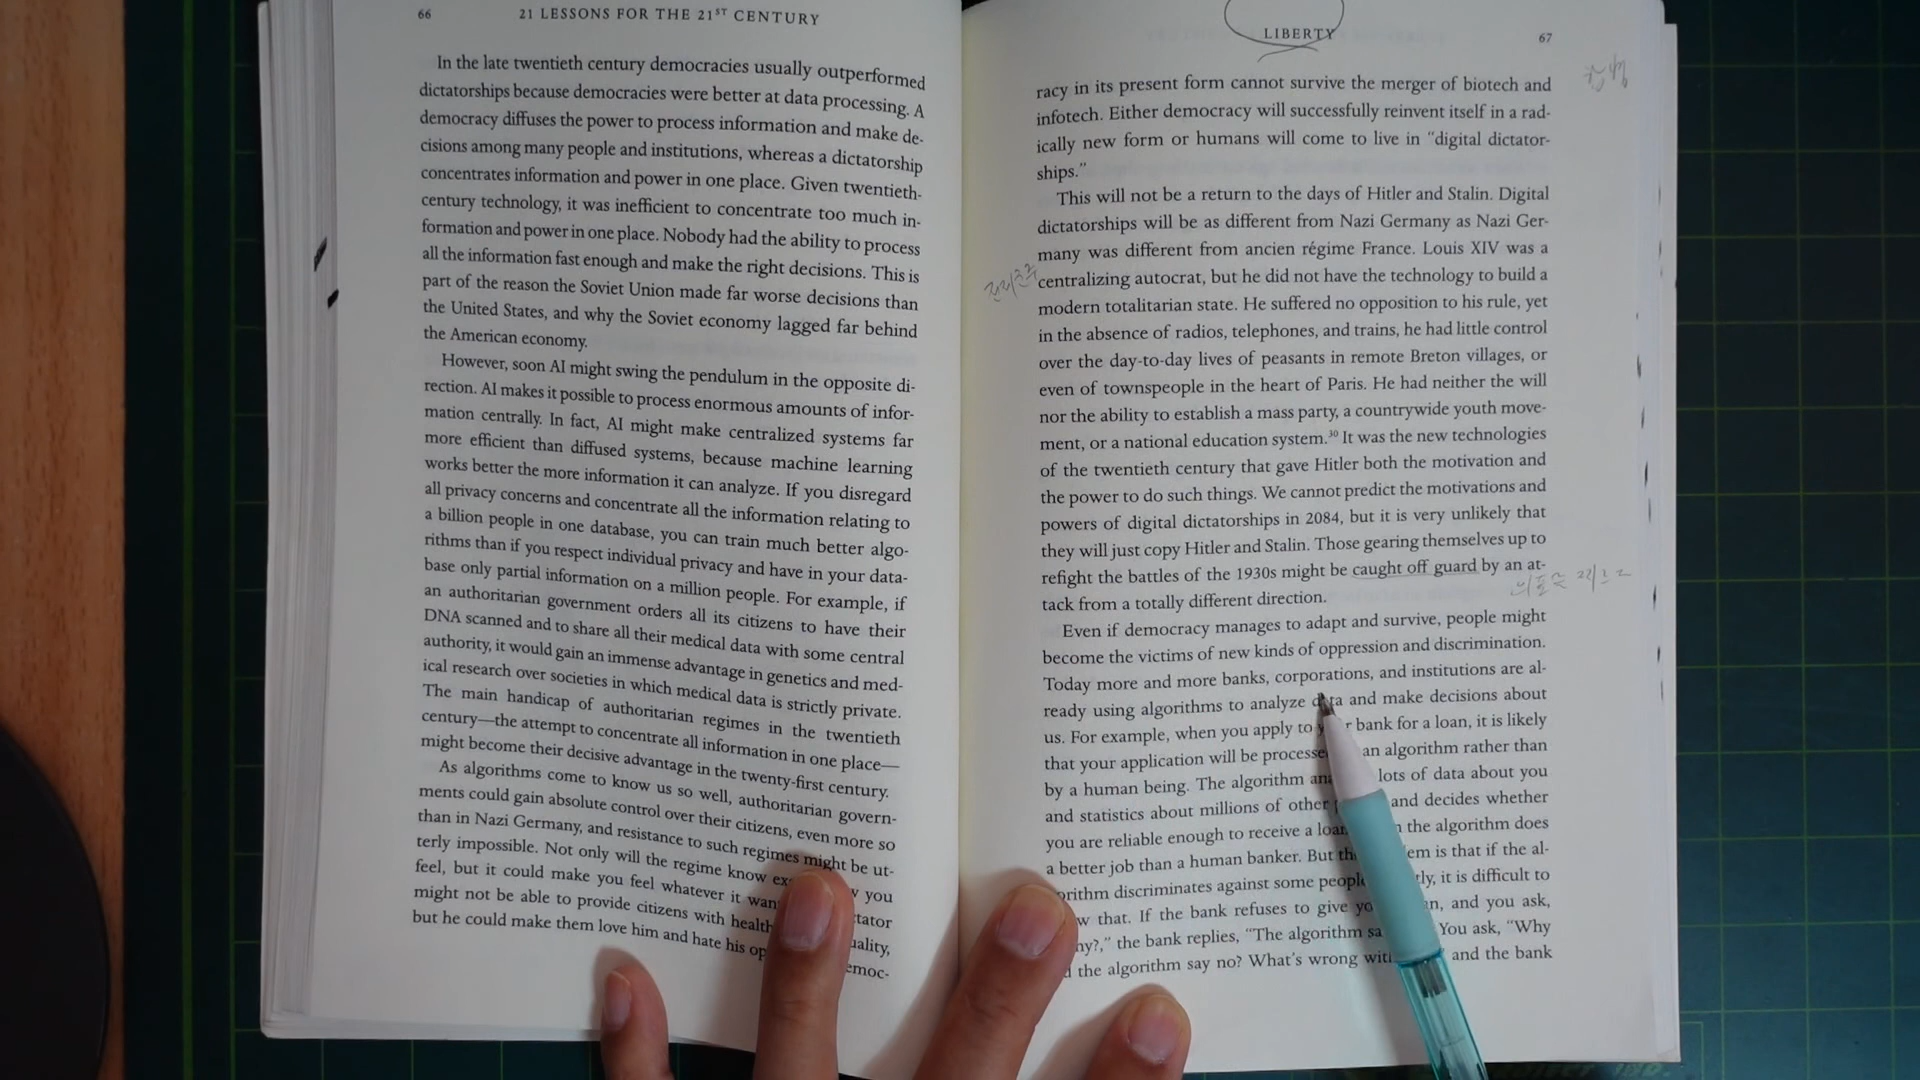 66 21 LESSONS FOR THE 21ST CENTURY
In the late twentieth century democracies usually outperformed
dictatorships because democracies were better at data processing. A
democracy diffuses the power to process information and make de-
cisions among many people and institutions, whereas a dictatorship
concentrates information and power in one place. Given twentieth-
century technology, it was inefficient to concentrate too much in-
formation and power in one place. Nobody had the ability to process
all the information fast enough and make the right decisions. This is
part of the reason the Soviet Union made far worse decisions than
the United States, and why the Soviet economy lagged far behind
the American economy.
However, soon AI might swing the pendulum in the opposite di-
rection. AI makes it possible to process enormous amounts of infor-
mation centrally. In fact, AI might make centralized systems far
more efficient than diffused systems, because machine learning
works better the more information it can analyze. If you disregard
all privacy concerns and concentrate all the information relating to
a billion people in one database, you can train much better algo-
rithms than if you respect individual privacy and have in your data-
base only partial information on a million people. For example, if
an authoritarian government orders all its citizens to have their
DNA scanned and to share all their medical data with some central
authority, it would gain an immense advantage in genetics and med-
ical research over societies in which medical data is strictly private.
The main handicap of authoritarian regimes in the twentieth
century—the attempt to concentrate all information in one place—
might become their decisive advantage in the twenty-first century.
As algorithms come to know us so well, authoritarian govern-
ments could gain absolute control over their citizens, even more so
than in Nazi Germany, and resistance to such regimes might be ut-
terly impossible. Not only will the regime know you
feel, but it could make you feel whatever it
might not be able to provide citizens with
but he could make them love him and hate his
LIBERTY 67
racy in its present form cannot survive the merger of biotech and
infotech. Either democracy will successfully reinvent itself in a rad-
ically new form or humans will come to live in “digital dictator-
ships.”
This will not be a return to the days of Hitler and Stalin. Digital
dictatorships will be as different from Nazi Germany as Nazi Ger-
many was different from ancien régime France. Louis XIV was a
centralizing autocrat, but he did not have the technology to build a
modern totalitarian state. He suffered no opposition to his rule, yet
in the absence of radios, telephones, and trains, he had little control
over the day-to-day lives of peasants in remote Breton villages, or
even of townspeople in the heart of Paris. He had neither the will
nor the ability to establish a mass party, a countrywide youth move-
ment, or a national education system.30 It was the new technologies
of the twentieth century that gave Hitler both the motivation and
the power to do such things. We cannot predict the motivations and
powers of digital dictatorships in 2084, but it is very unlikely that
they will just copy Hitler and Stalin. Those gearing themselves up to
refight the battles of the 1930s might be caught off guard by an at-
tack from a totally different direction.
Even if democracy manages to adapt and survive, people might
become the victims of new kinds of oppression and discrimination.
Today more and more banks, corporations, and institutions are al-
ready using algorithms to analyze data and make decisions about
us. For example, when you apply to your bank for a loan, it is likely
that your application will be processed an algorithm rather than
by a human being. The algorithm lots of data about you
and statistics about millions of other and decides whether
you are reliable enough to receive a the algorithm does
a better job than a human banker. But is that if the al-
discriminates against some people it is difficult to
that. If the bank refuses to give and you ask,
the bank replies, “The algorithm You ask, “Why
the algorithm say no? What's wrong and the bank